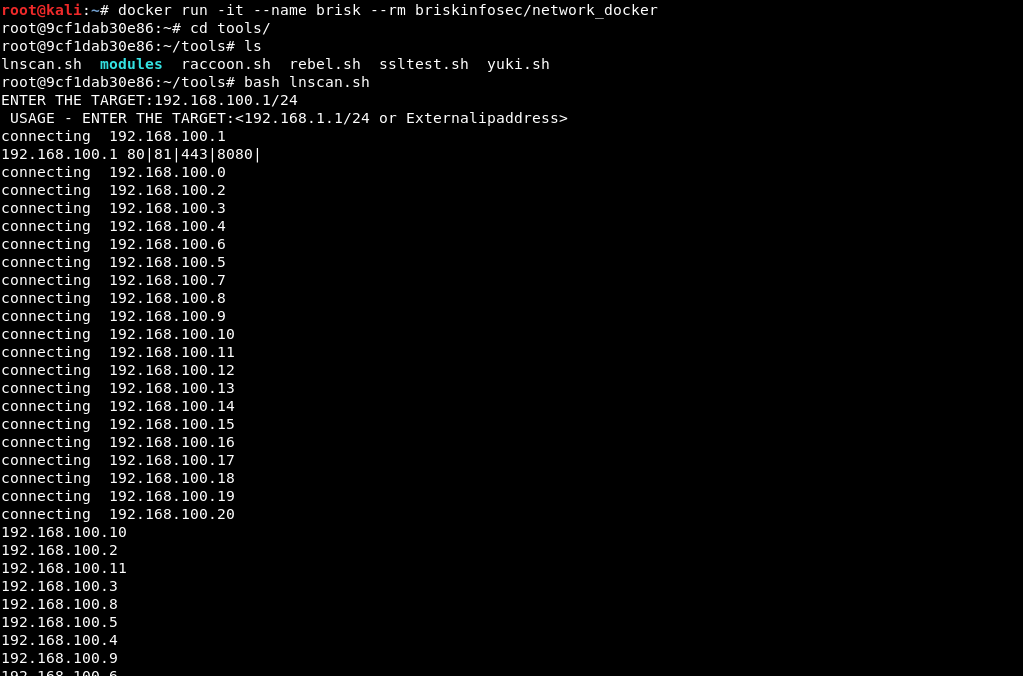 root@kali:~# docker run -it --name brisk --rm briskinfosec/network_docker
root@9cf1dab30e86:~# cd tools/
root@9cf1dab30e86:~/tools# ls
lnscan.sh  modules  raccoon.sh  rebel.sh  ssltest.sh  yuki.sh
root@9cf1dab30e86:~/tools# bash lnscan.sh
ENTER THE TARGET:192.168.100.1/24
 USAGE - ENTER THE TARGET:<192.168.1.1/24 or Externalipaddress>
connecting  192.168.100.1
192.168.100.1 80|81|443|8080|
connecting  192.168.100.0
connecting  192.168.100.2
connecting  192.168.100.3
connecting  192.168.100.4
connecting  192.168.100.6
connecting  192.168.100.5
connecting  192.168.100.7
connecting  192.168.100.8
connecting  192.168.100.9
connecting  192.168.100.10
connecting  192.168.100.11
connecting  192.168.100.12
connecting  192.168.100.13
connecting  192.168.100.14
connecting  192.168.100.15
connecting  192.168.100.16
connecting  192.168.100.17
connecting  192.168.100.18
connecting  192.168.100.19
connecting  192.168.100.20
192.168.100.10
192.168.100.2
192.168.100.11
192.168.100.3
192.168.100.8
192.168.100.5
192.168.100.4
192.168.100.9
192.168.100.6